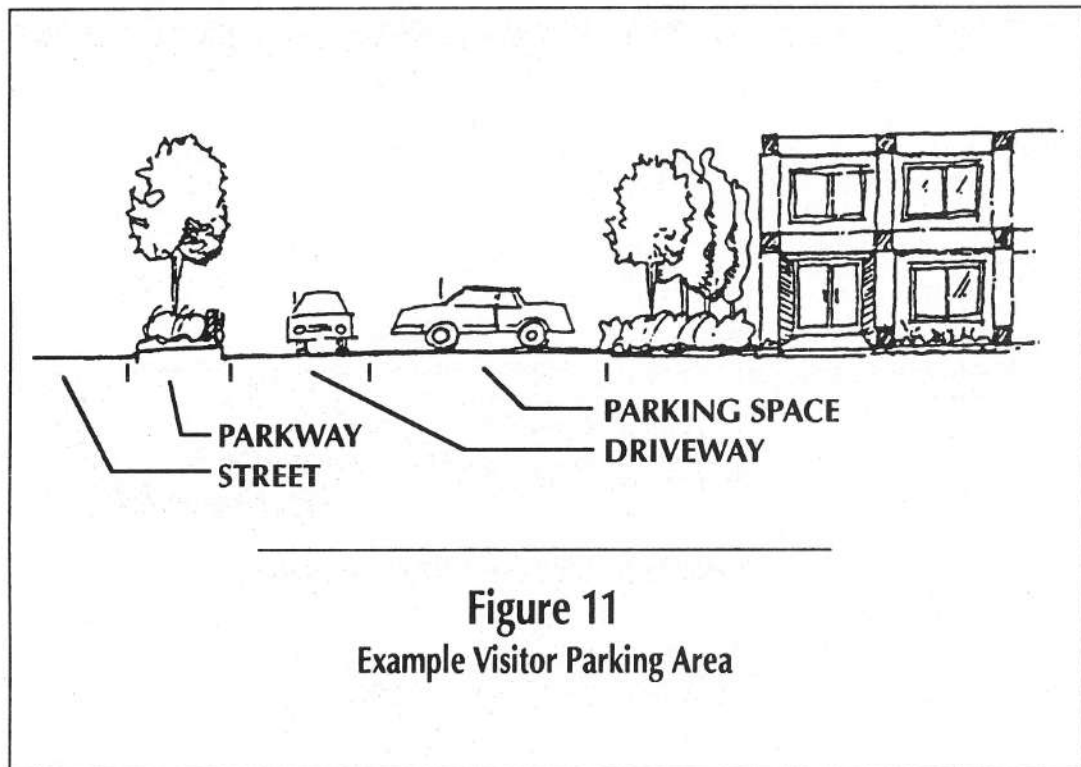 PARKING SPACE
PARKWAY
DRIVEWAY
STREET
Figure 11
Example Visitor Parking Area